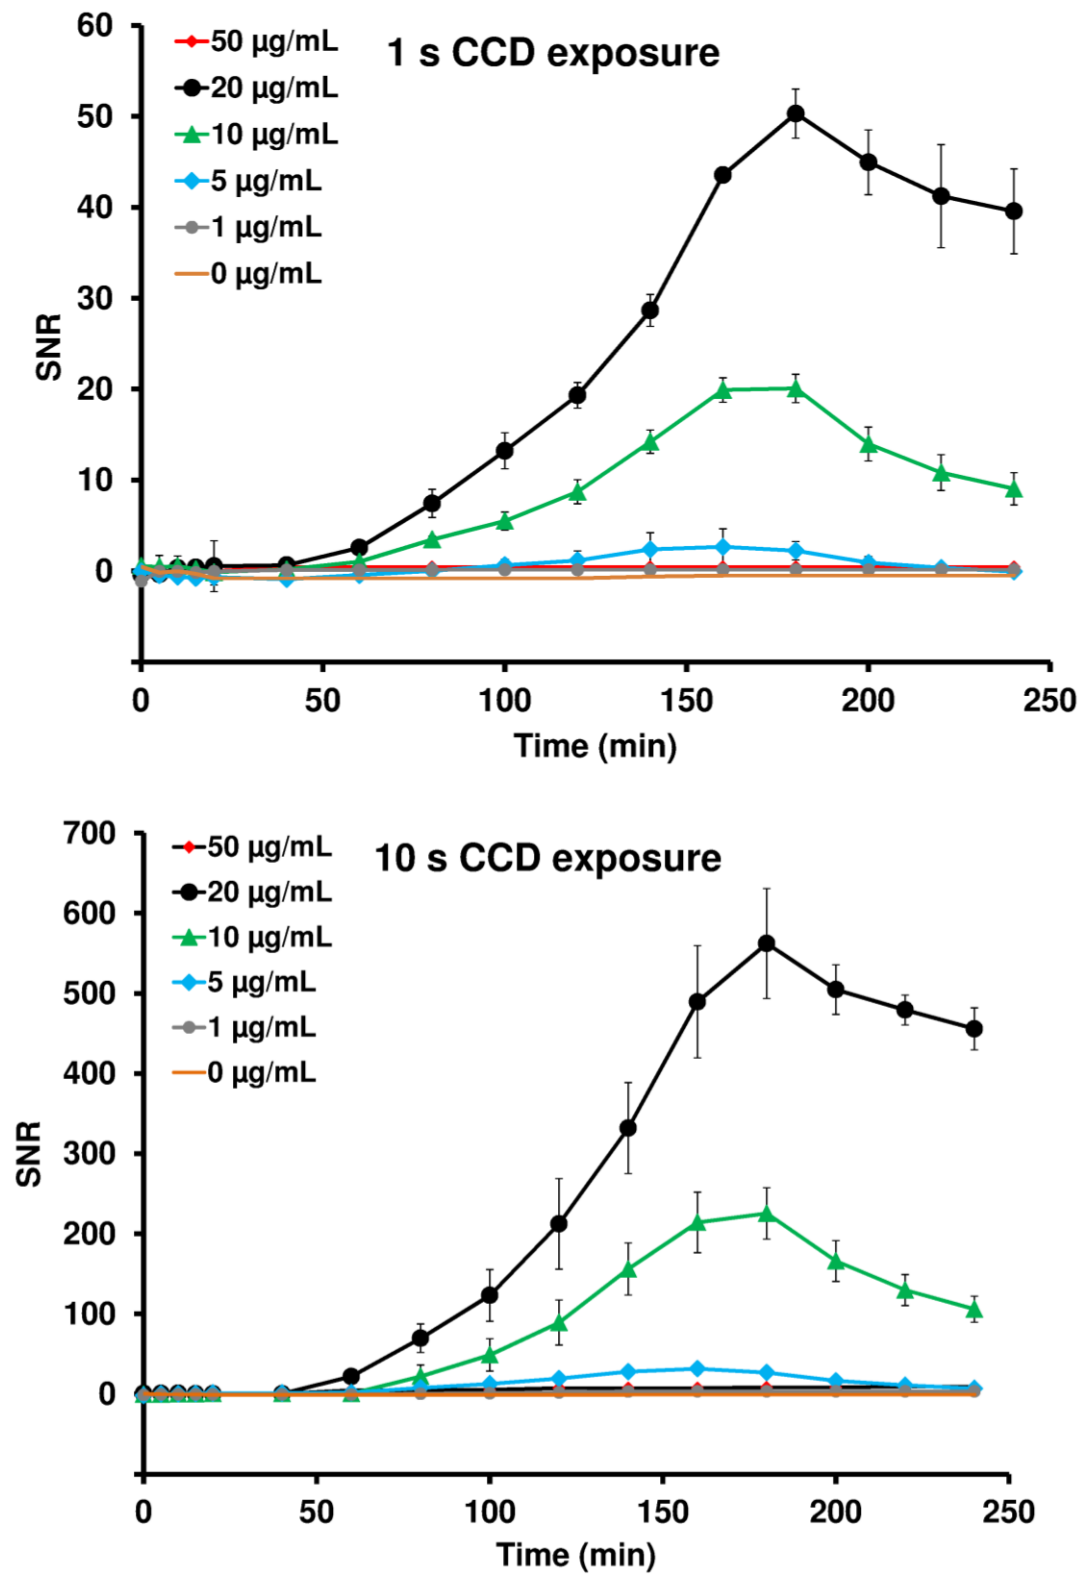 60
50 µg/mL
1 s CCD exposure
20 µg/mL
50
10 µg/mL
5 µg/mL
40
1 µg/mL
0 µg/mL
30
SNR
20
10
0
0
50
100
150
200
250
Time (min)
700
50 µg/mL
10 s CCD exposure
20 µg/mL
600
10 µg/mL
5 µg/mL
500
1 µg/mL
0 µg/mL
400
300
SNR
200
100
0
0
50
100
150
200
250
Time (min)